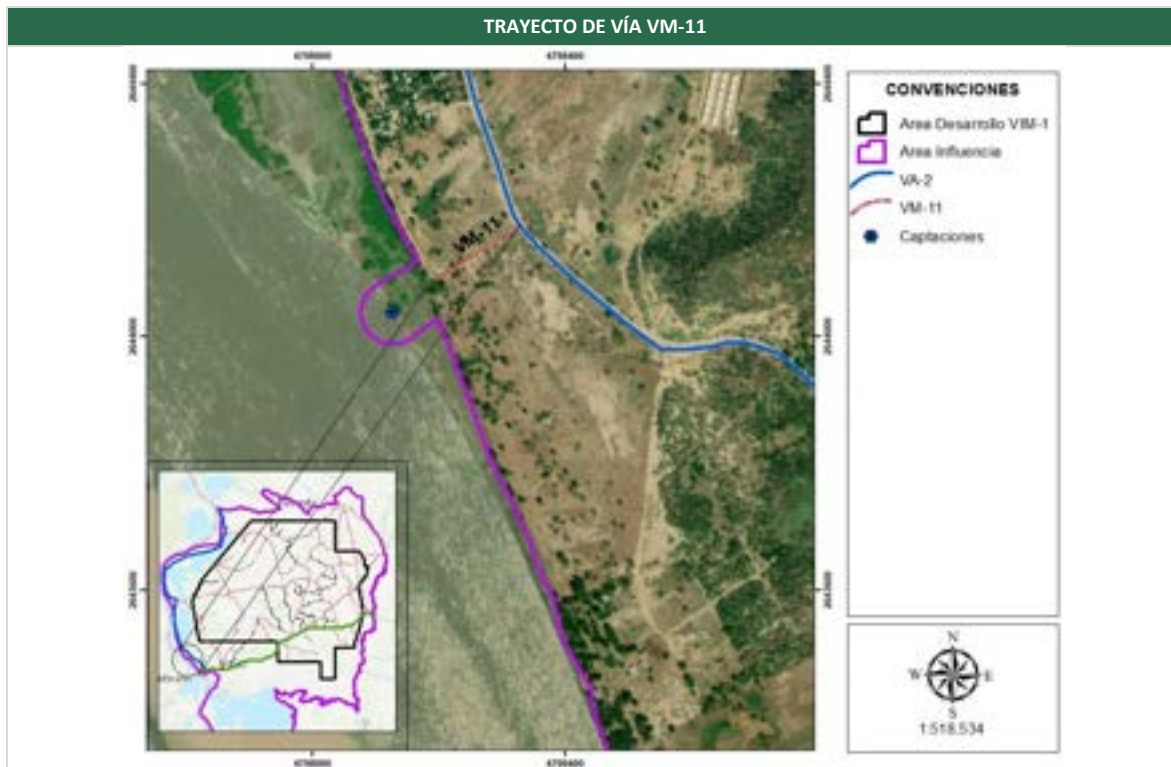 TRAYECTO DE VÍA VM-11
CONVENCIONES
Area Desarrollo VIM-1
Area Influencia
VA-2
VM-11
Captaciones
VM-11
N
W
E
S
1:518.534